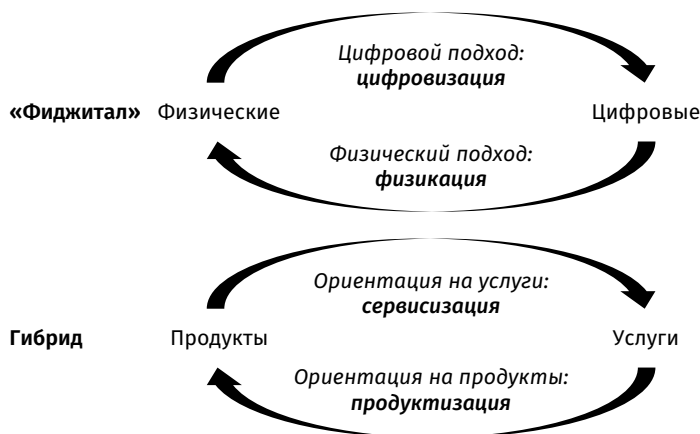 Цифровой подход:
цифровизация
«Фиджитал» Физические Цифровые
Физический подход:
физикация
Ориентация на услуги:
сервисизация
Гибрид Продукты Услуги
Ориентация на продукты:
продуктизация